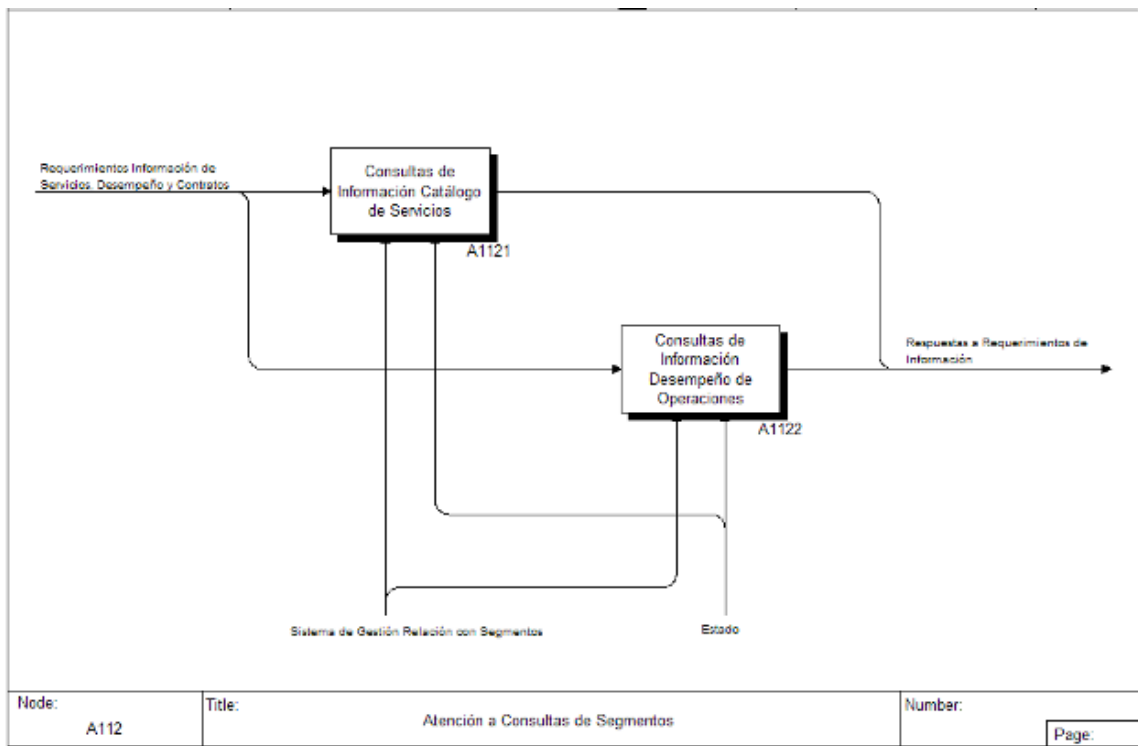 Requerimientos Información de
Servicios, Desempeño y Contratos
Consultas de
Información Catálogo
de Servicios
A1121
Consultas de
Información
Desempeño de
Operaciones
A1122
Respuestas a Requerimientos de
Información
Sistema de Gestión Relación con Segmentos
Estado
Node:
A112
Title:
Atención a Consultas de Segmentos
Number:
Page: